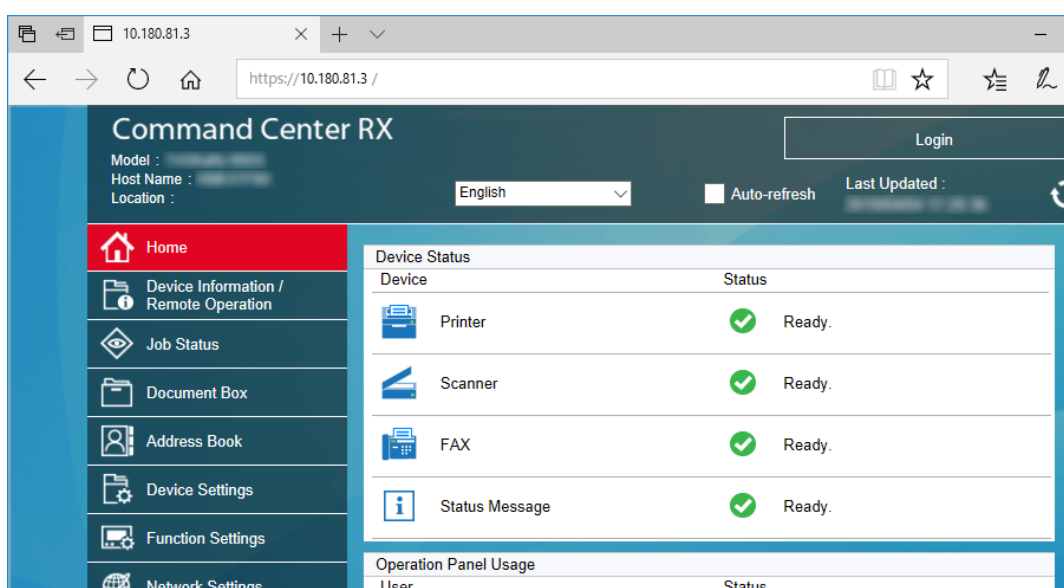 10.180.81.3
https://10.180.81.3 /
Command Center RX
Model :
Host Name :
Location :
English
Auto-refresh
Login
Last Updated :
Home
Device Information /
Remote Operation
Job Status
Document Box
Address Book
Device Settings
Function Settings
Network Settings
Device Status
Device Status
Printer Ready.
Scanner Ready.
FAX Ready.
Status Message Ready.
Operation Panel Usage
User Status